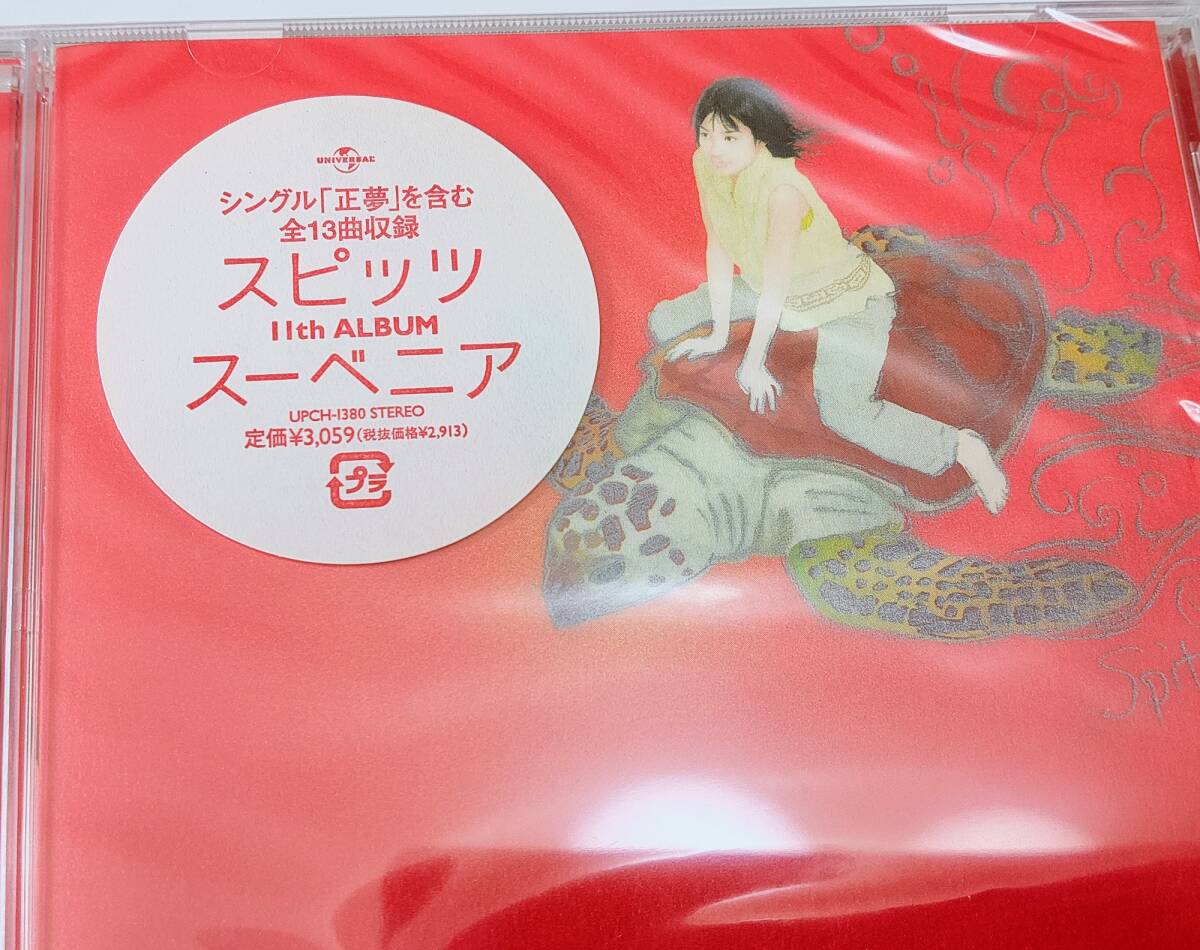 UNIVERSAL
シングル「正夢」を含む
全13曲収録
スピッツ
11th ALBUM
スーベニア
UPCH-1380 STEREO
定価¥3,059(税抜価格¥2,913)
プラ